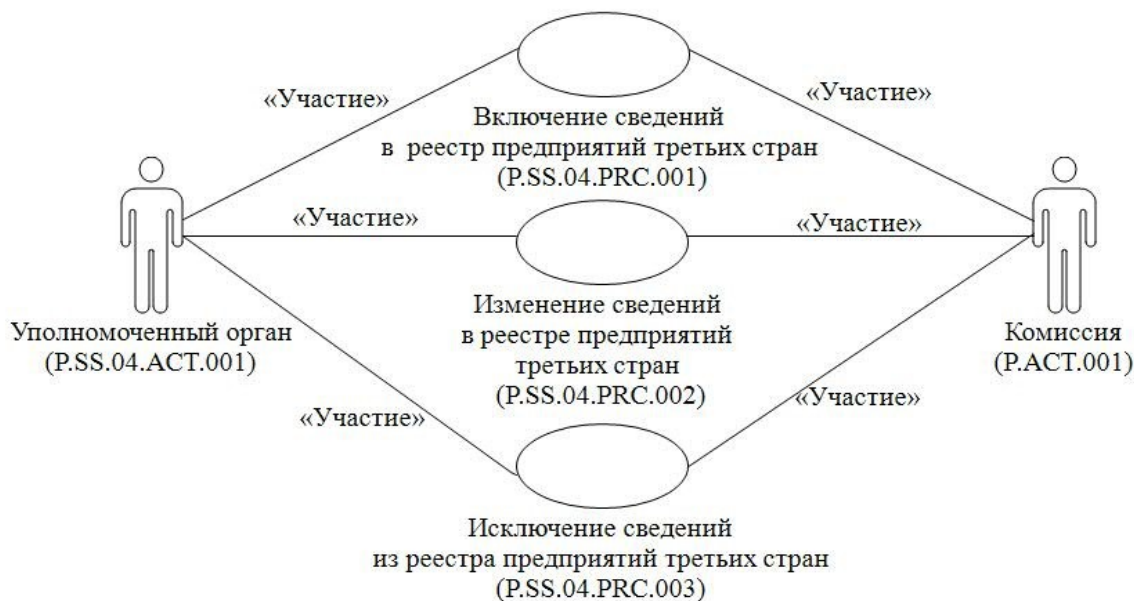 «Участие»
«Участие»
Включение сведений
в реестр предприятий третьих стран
(P.SS.04.PRC.001)
«Участие»
«Участие»
Уполномоченный орган
(P.SS.04.ACT.001)
Изменение сведений
в реестре предприятий
третьих стран
(P.SS.04.PRC.002)
Комиссия
(P.ACT.001)
«Участие»
«Участие»
Исключение сведений
из реестра предприятий третьих стран
(P.SS.04.PRC.003)